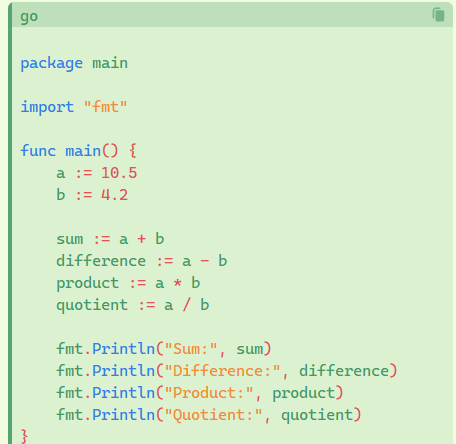 go
package main
import "fmt"
func main() {
    a := 10.5
    b := 4.2
    sum := a + b
    difference := a - b
    product := a * b
    quotient := a / b
    fmt.Println("Sum:", sum)
    fmt.Println("Difference:", difference)
    fmt.Println("Product:", product)
    fmt.Println("Quotient:", quotient)
}